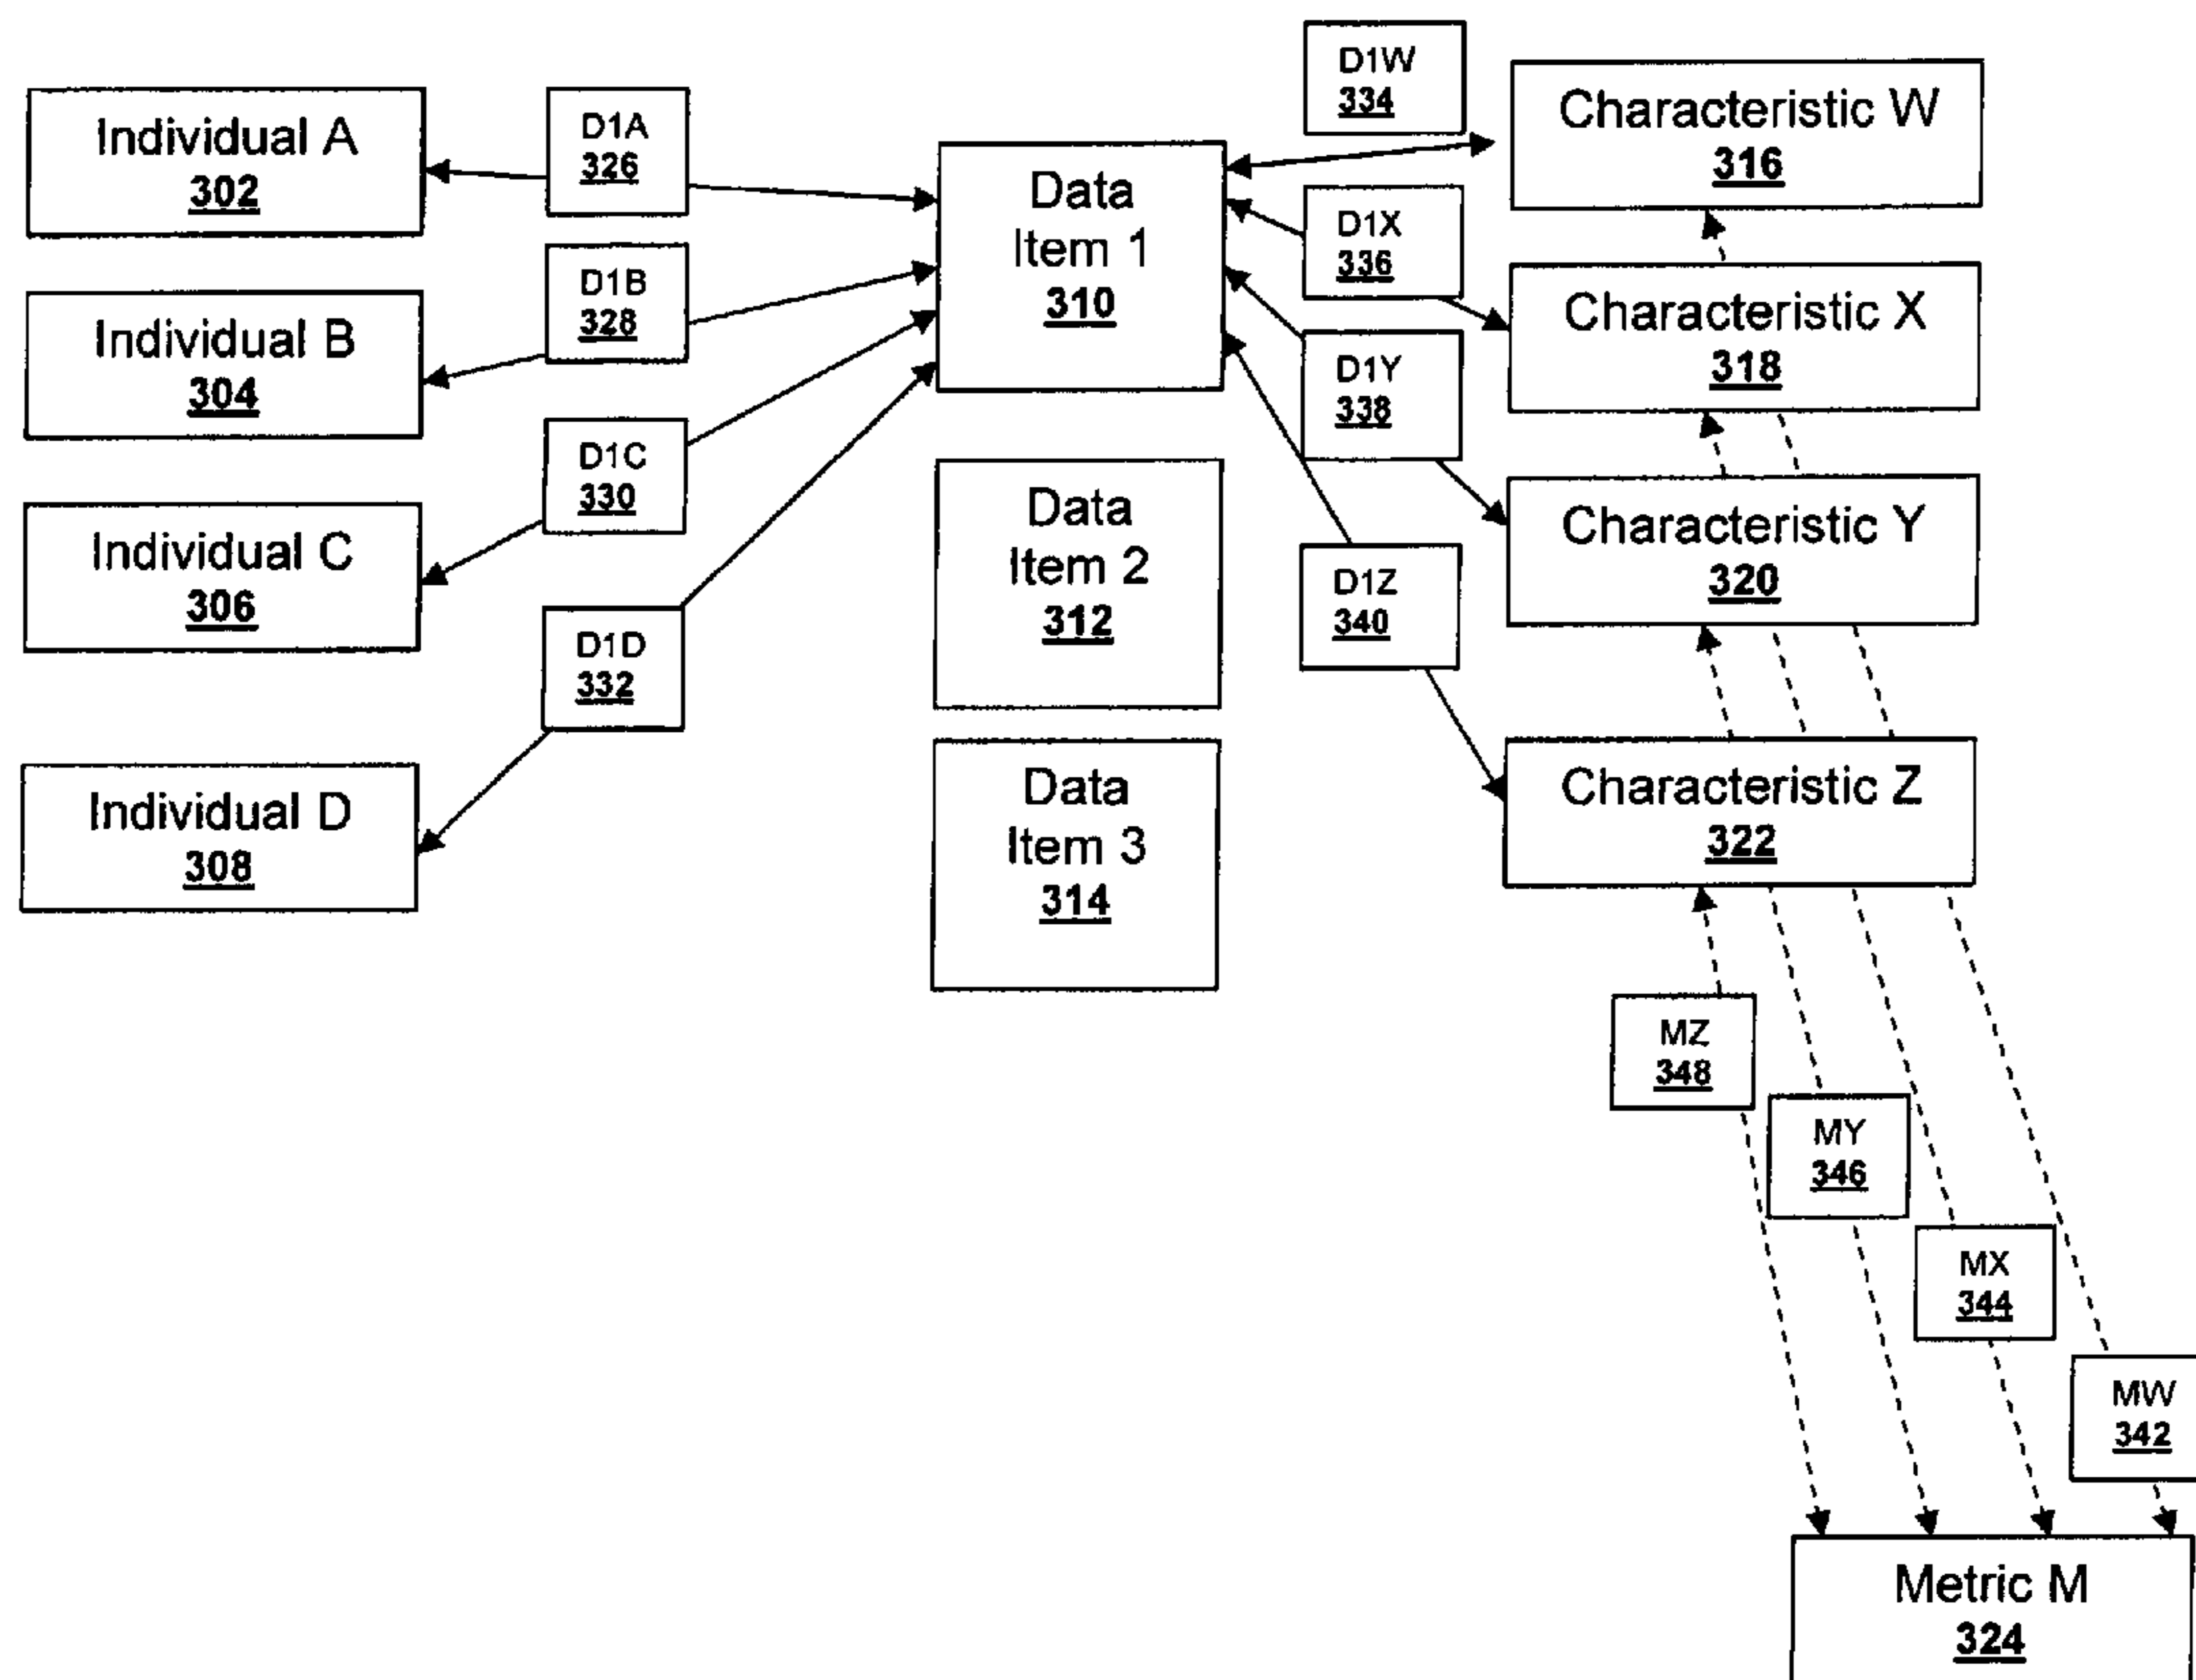 Individual A
302
Individual B
304
Individual C
306
Individual D
308
D1A
326
D1B
328
D1C
330
D1D
332
Data
Item 1
310
Data
Item 2
312
Data
Item 3
314
D1W
334
D1X
336
D1Y
338
D1Z
340
Characteristic W
316
Characteristic X
318
Characteristic Y
320
Characteristic Z
322
MZ
348
MY
346
MX
344
MW
342
Metric M
324